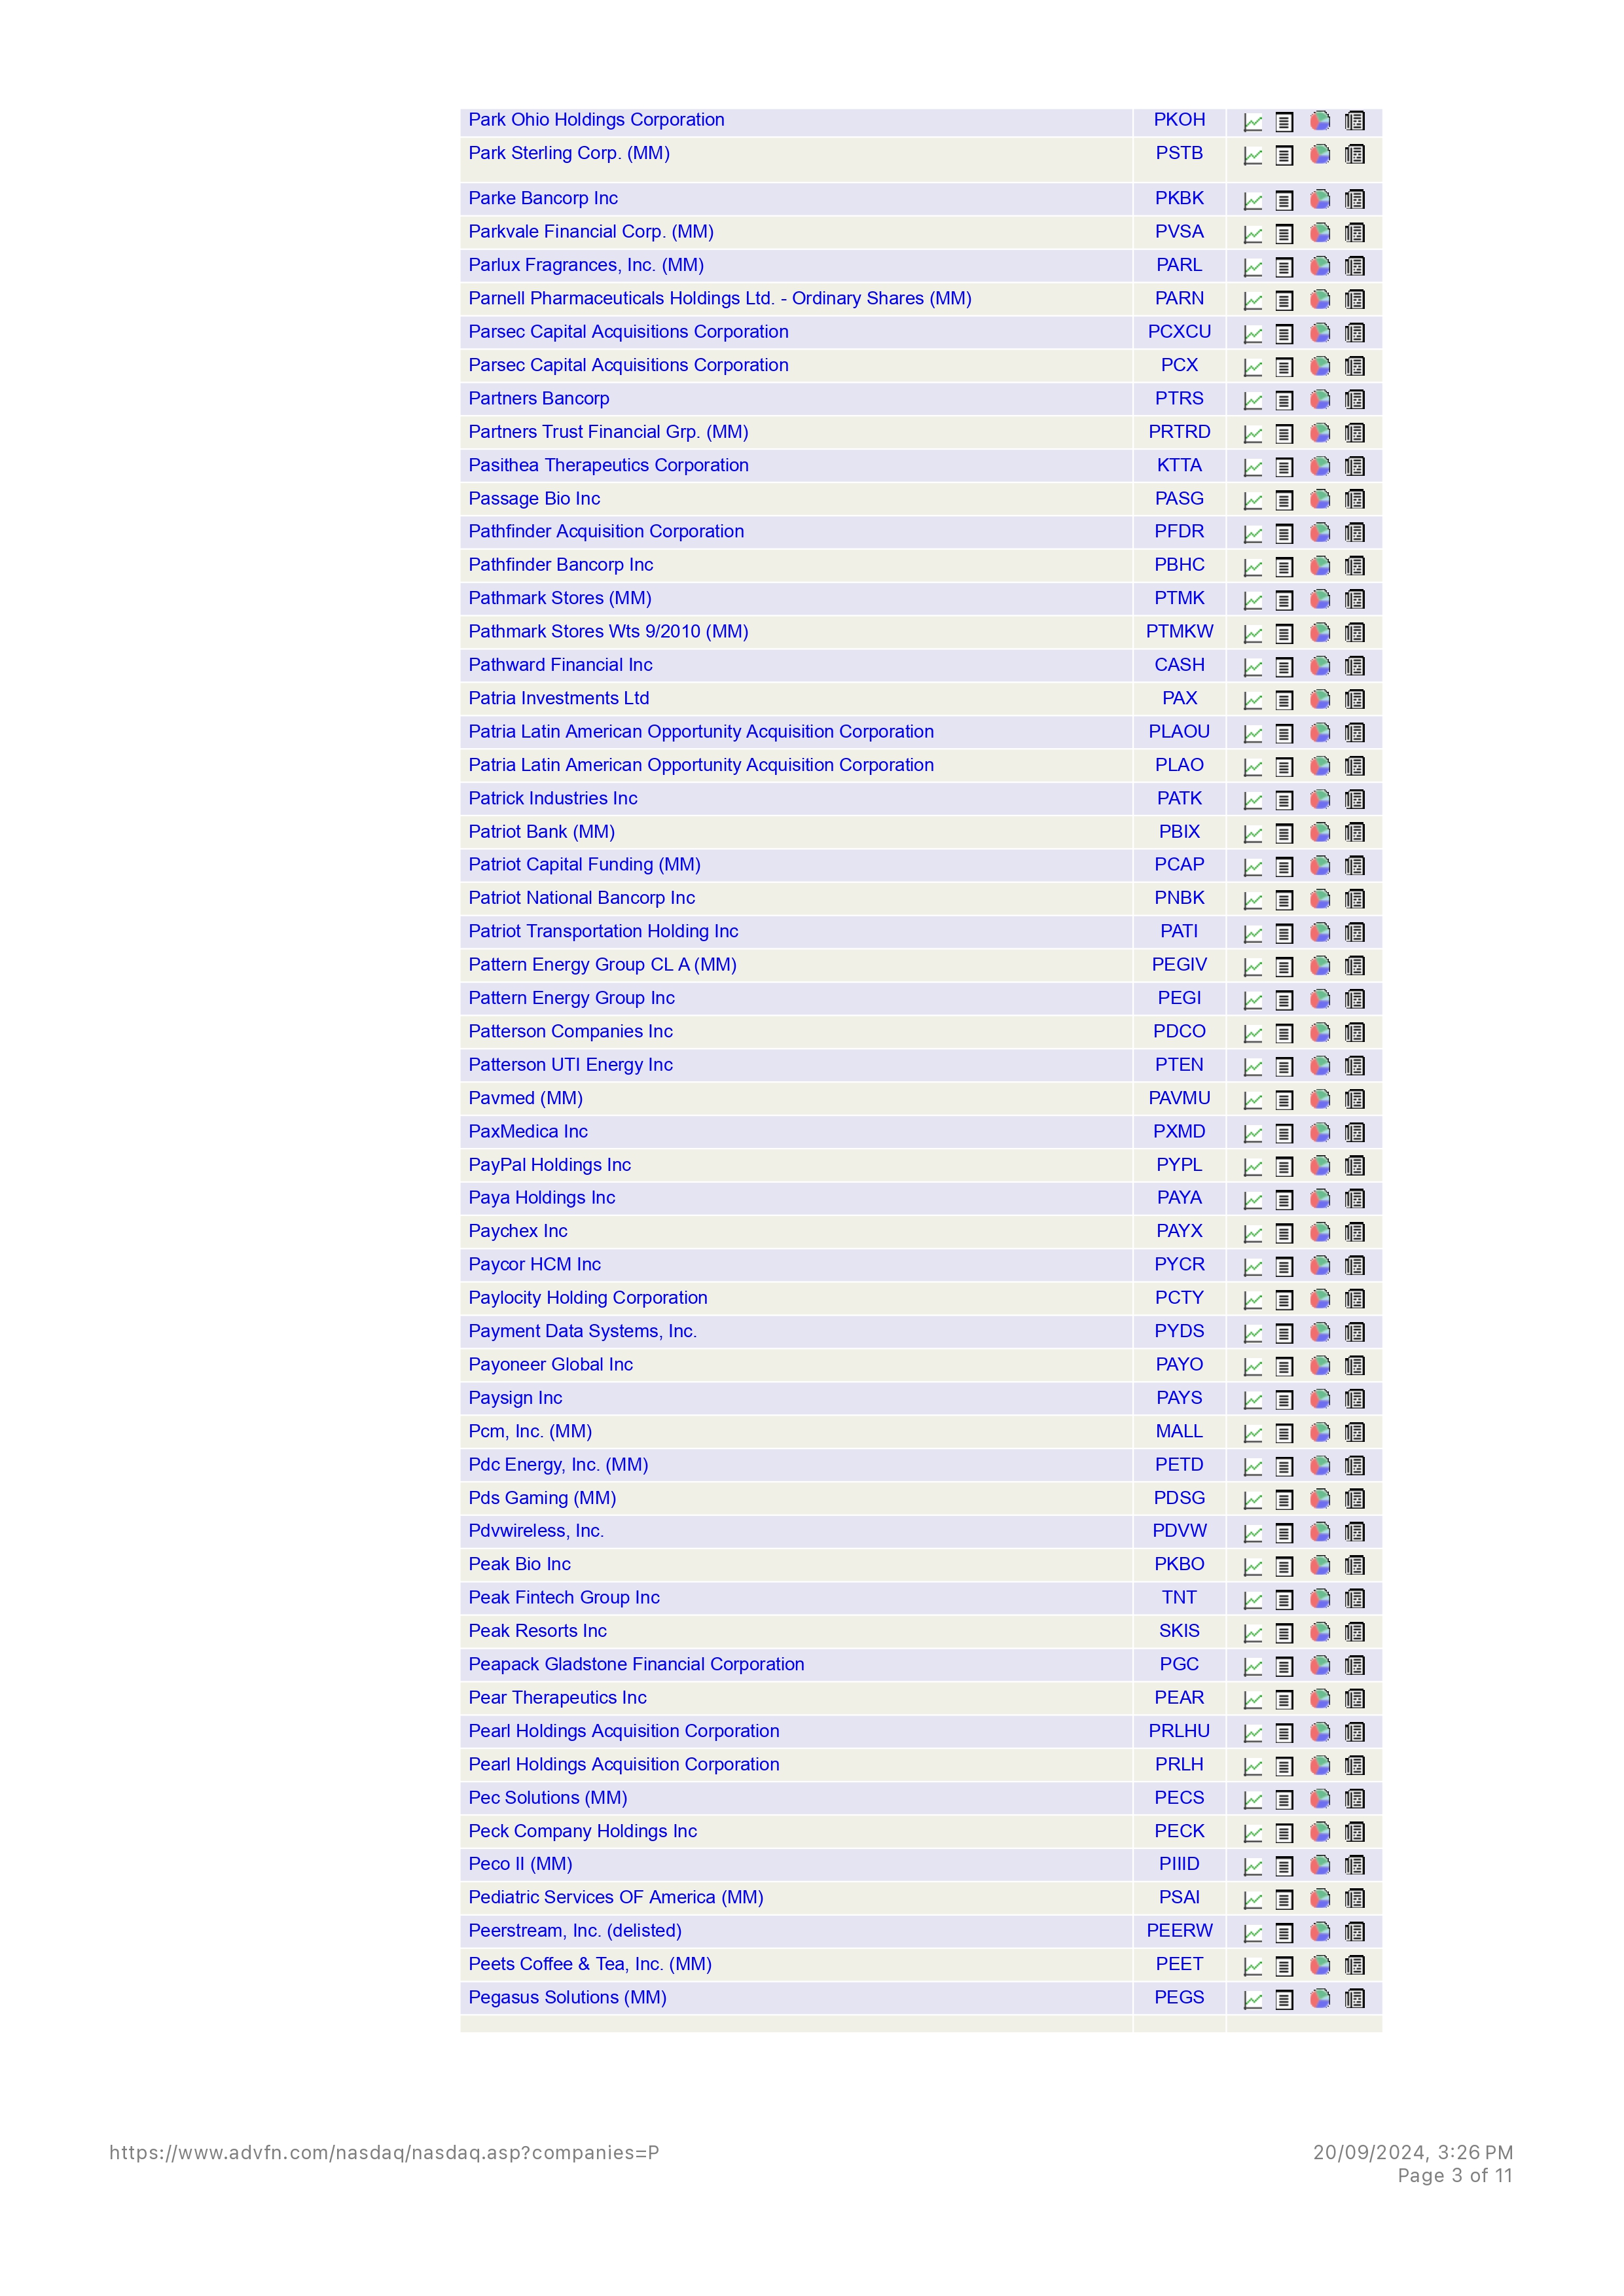 Park Ohio Holdings Corporation PKOH
Park Sterling Corp. (MM) PSTB
Parke Bancorp Inc PKBK
Parkvale Financial Corp. (MM) PVSA
Parlux Fragrances, Inc. (MM) PARL
Parnell Pharmaceuticals Holdings Ltd. - Ordinary Shares (MM) PARN
Parsec Capital Acquisitions Corporation PCXCU
Parsec Capital Acquisitions Corporation PCX
Partners Bancorp PTRS
Partners Trust Financial Grp. (MM) PRTRD
Pasithea Therapeutics Corporation KTTA
Passage Bio Inc PASG
Pathfinder Acquisition Corporation PFDR
Pathfinder Bancorp Inc PBHC
Pathmark Stores (MM) PTMK
Pathmark Stores Wts 9/2010 (MM) PTMKW
Pathward Financial Inc CASH
Patria Investments Ltd PAX
Patria Latin American Opportunity Acquisition Corporation PLAOU
Patria Latin American Opportunity Acquisition Corporation PLAO
Patrick Industries Inc PATK
Patriot Bank (MM) PBIX
Patriot Capital Funding (MM) PCAP
Patriot National Bancorp Inc PNBK
Patriot Transportation Holding Inc PATI
Pattern Energy Group CL A (MM) PEGIV
Pattern Energy Group Inc PEGI
Patterson Companies Inc PDCO
Patterson UTI Energy Inc PTEN
Pavmed (MM) PAVMU
PaxMedica Inc PXMD
PayPal Holdings Inc PYPL
Paya Holdings Inc PAYA
Paychex Inc PAYX
Paycor HCM Inc PYCR
Paylocity Holding Corporation PCTY
Payment Data Systems, Inc. PYDS
Payoneer Global Inc PAYO
Paysign Inc PAYS
Pcm, Inc. (MM) MALL
Pdc Energy, Inc. (MM) PETD
Pds Gaming (MM) PDSG
Pdvwireless, Inc. PDVW
Peak Bio Inc PKBO
Peak Fintech Group Inc TNT
Peak Resorts Inc SKIS
Peapack Gladstone Financial Corporation PGC
Pear Therapeutics Inc PEAR
Pearl Holdings Acquisition Corporation PRLHU
Pearl Holdings Acquisition Corporation PRLH
Pec Solutions (MM) PECS
Peck Company Holdings Inc PECK
Peco II (MM) PIIID
Pediatric Services OF America (MM) PSAI
Peerstream, Inc. (delisted) PEERW
Peets Coffee & Tea, Inc. (MM) PEET
Pegasus Solutions (MM) PEGS
https://www.advfn.com/nasdaq/nasdaq.asp?companies=P 20/09/2024, 3:26 PM
Page 3 of 11